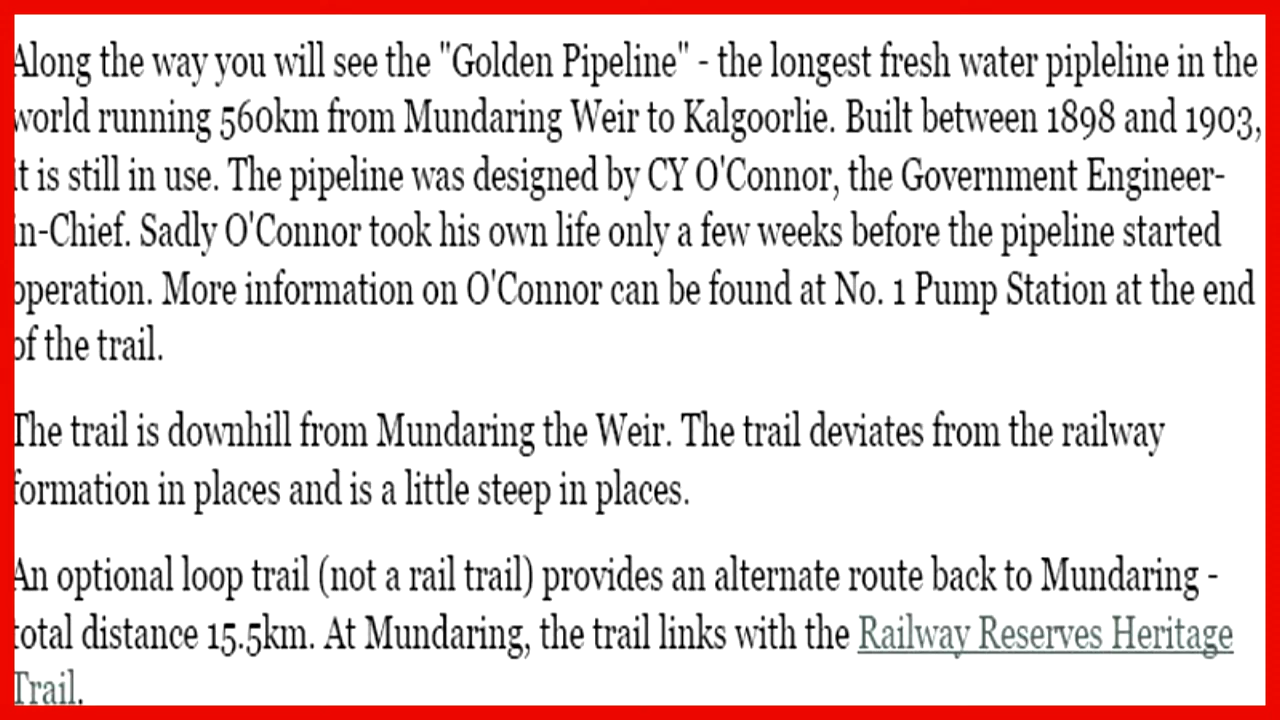 Along the way you will see the "Golden Pipeline" - the longest fresh water pipleline in the
world running 560km from Mundaring Weir to Kalgoorlie. Built between 1898 and 1903,
it is still in use. The pipeline was designed by CY O'Connor, the Government Engineer-
in-Chief. Sadly O'Connor took his own life only a few weeks before the pipeline started
operation. More information on O'Connor can be found at No. 1 Pump Station at the end
of the trail.
The trail is downhill from Mundaring the Weir. The trail deviates from the railway
formation in places and is a little steep in places.
An optional loop trail (not a rail trail) provides an alternate route back to Mundaring -
total distance 15.5km. At Mundaring, the trail links with the Railway Reserves Heritage
Trail.